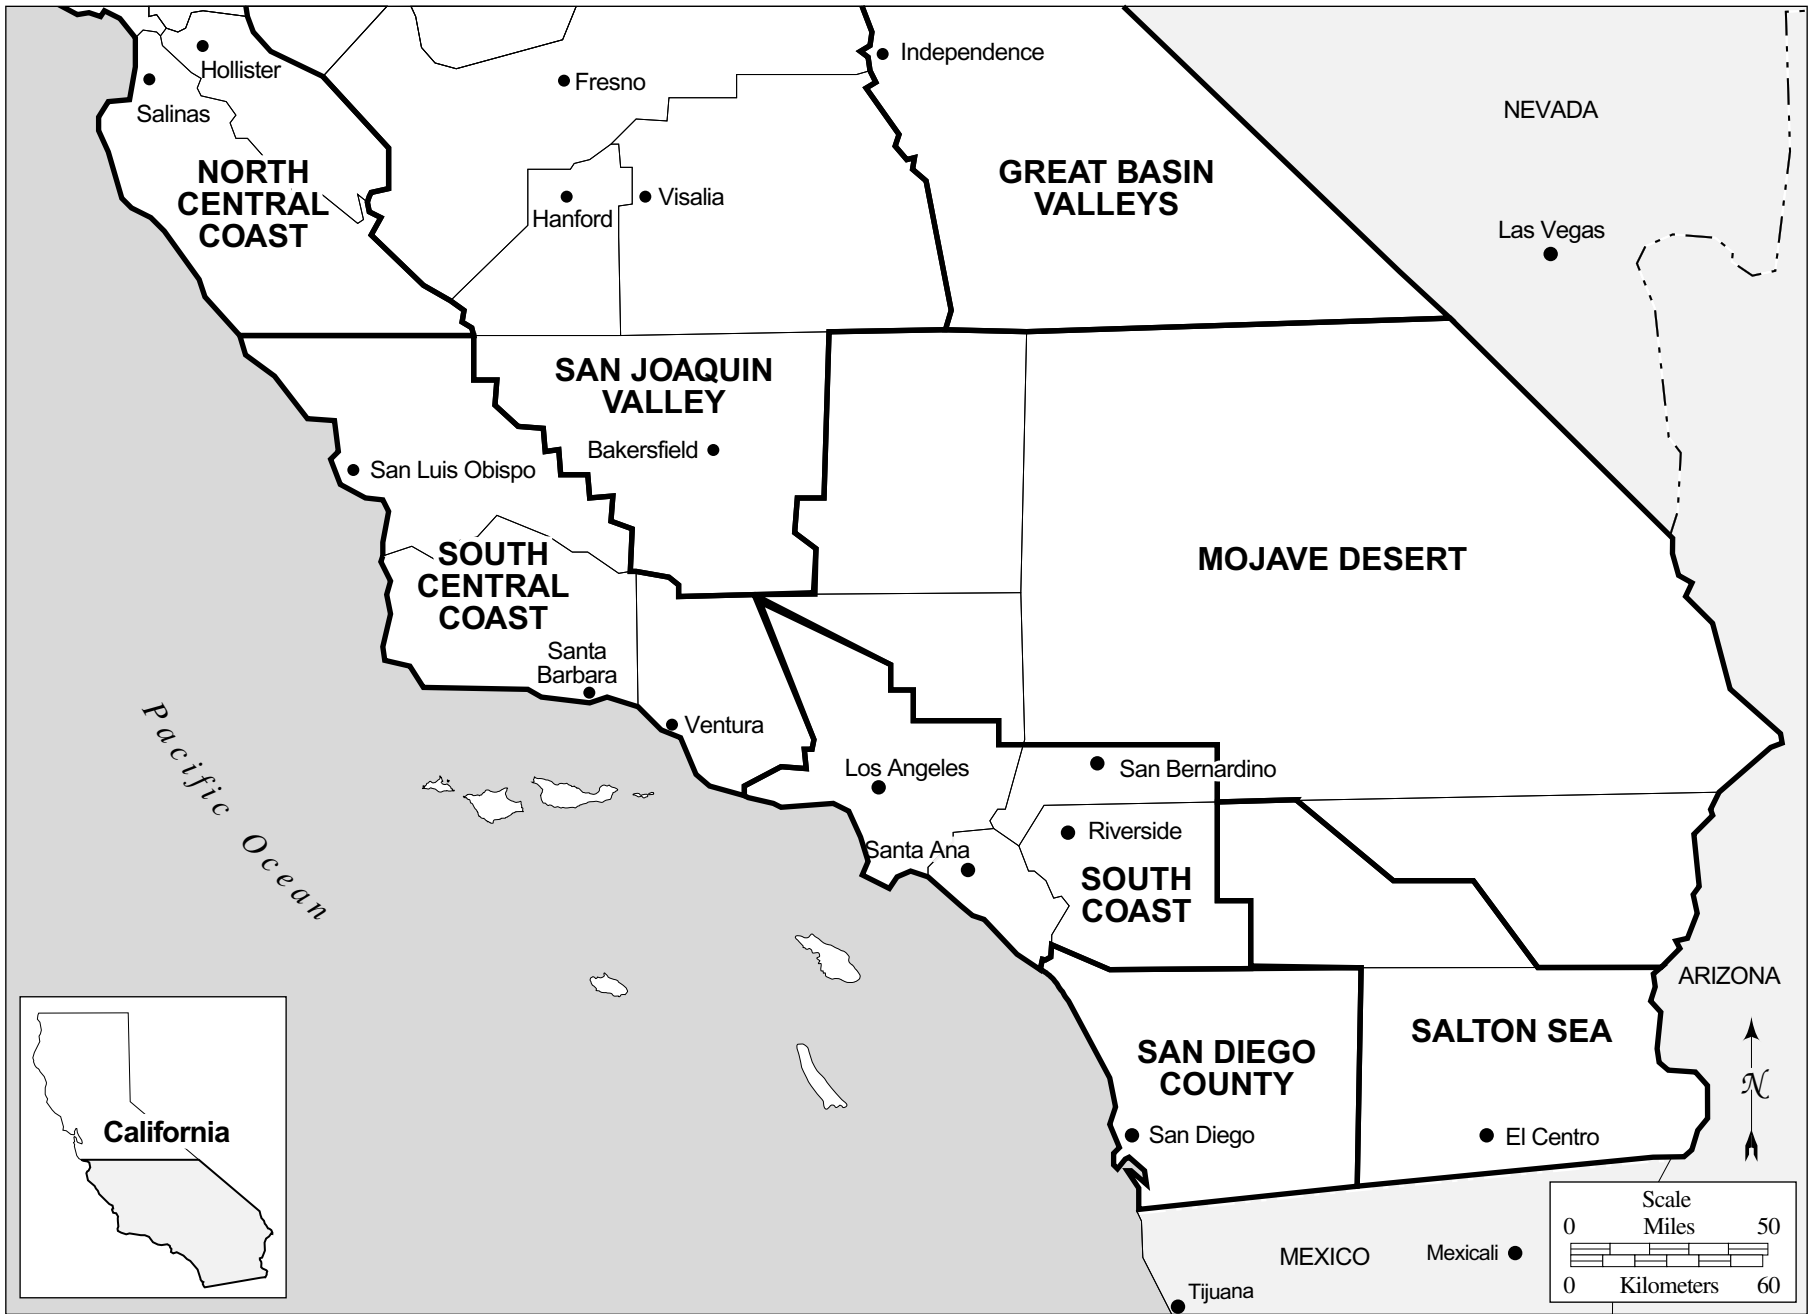 Hollister
Salinas
Fresno
Independence
NEVADA
NORTH
CENTRAL
COAST
GREAT BASIN
VALLEYS
Hanford
Visalia
Las Vegas
SAN JOAQUIN
VALLEY
Bakersfield
San Luis Obispo
SOUTH
CENTRAL
COAST
MOJAVE DESERT
Santa
Barbara
Ventura
Pacific Ocean
Los Angeles
San Bernardino
Santa Ana
Riverside
SOUTH
COAST
ARIZONA
SAN DIEGO
COUNTY
SALTON SEA
N
California
San Diego
El Centro
MEXICO
Mexicali
Tijuana
Scale
0 Miles 50
0 Kilometers 60